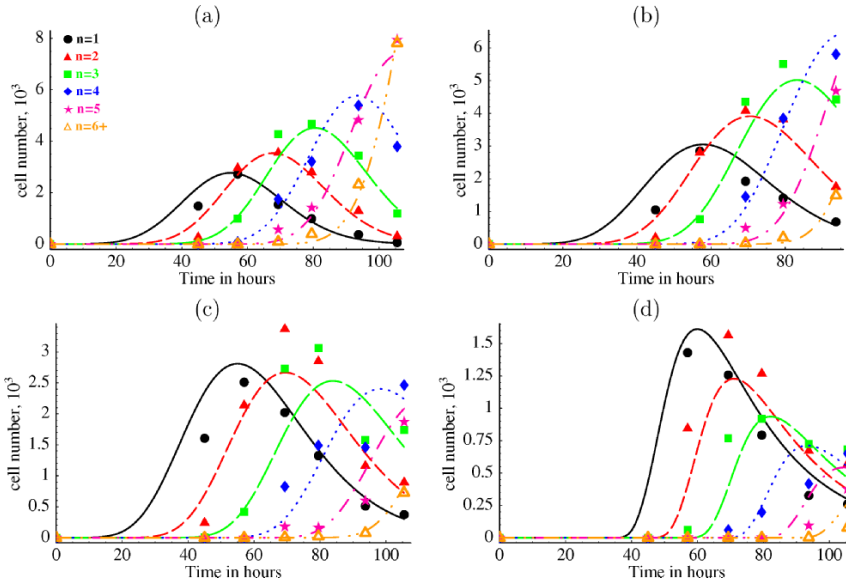 (a)
8
6
4
2
0
cell number, 10³
n=1
n=2
n=3
n=4
n=5
n=6+
0 20 40 60 80 100
Time in hours
(b)
6
5
4
3
2
1
0
cell number, 10³
0 20 40 60 80
Time in hours
(c)
3
2.5
2
1.5
1
0.5
0
cell number, 10³
0 20 40 60 80 100
Time in hours
(d)
1.5
1.25
1
0.75
0.5
0.25
0
cell number, 10³
0 20 40 60 80 100
Time in hours